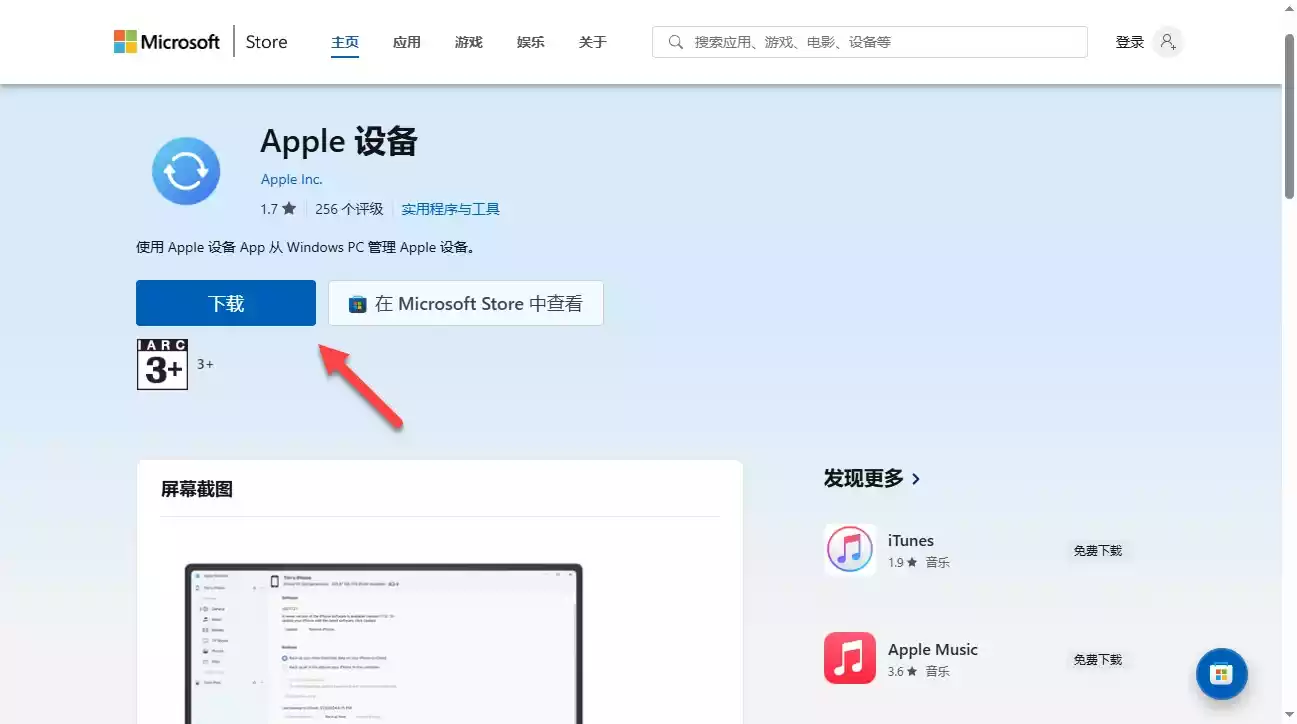 Microsoft Store 主页 应用 游戏 娱乐 关于 搜索应用、游戏、电影、设备等 登录
Apple 设备
Apple Inc.
1.7 ★ 256 个评级 实用程序与工具
使用 Apple 设备 App 从 Windows PC 管理 Apple 设备。
下载 在 Microsoft Store 中查看
IARC
3+ 3+
屏幕截图
发现更多 >
iTunes
1.9 ★ 音乐
免费下载
Apple Music
3.6 ★ 音乐
免费下载